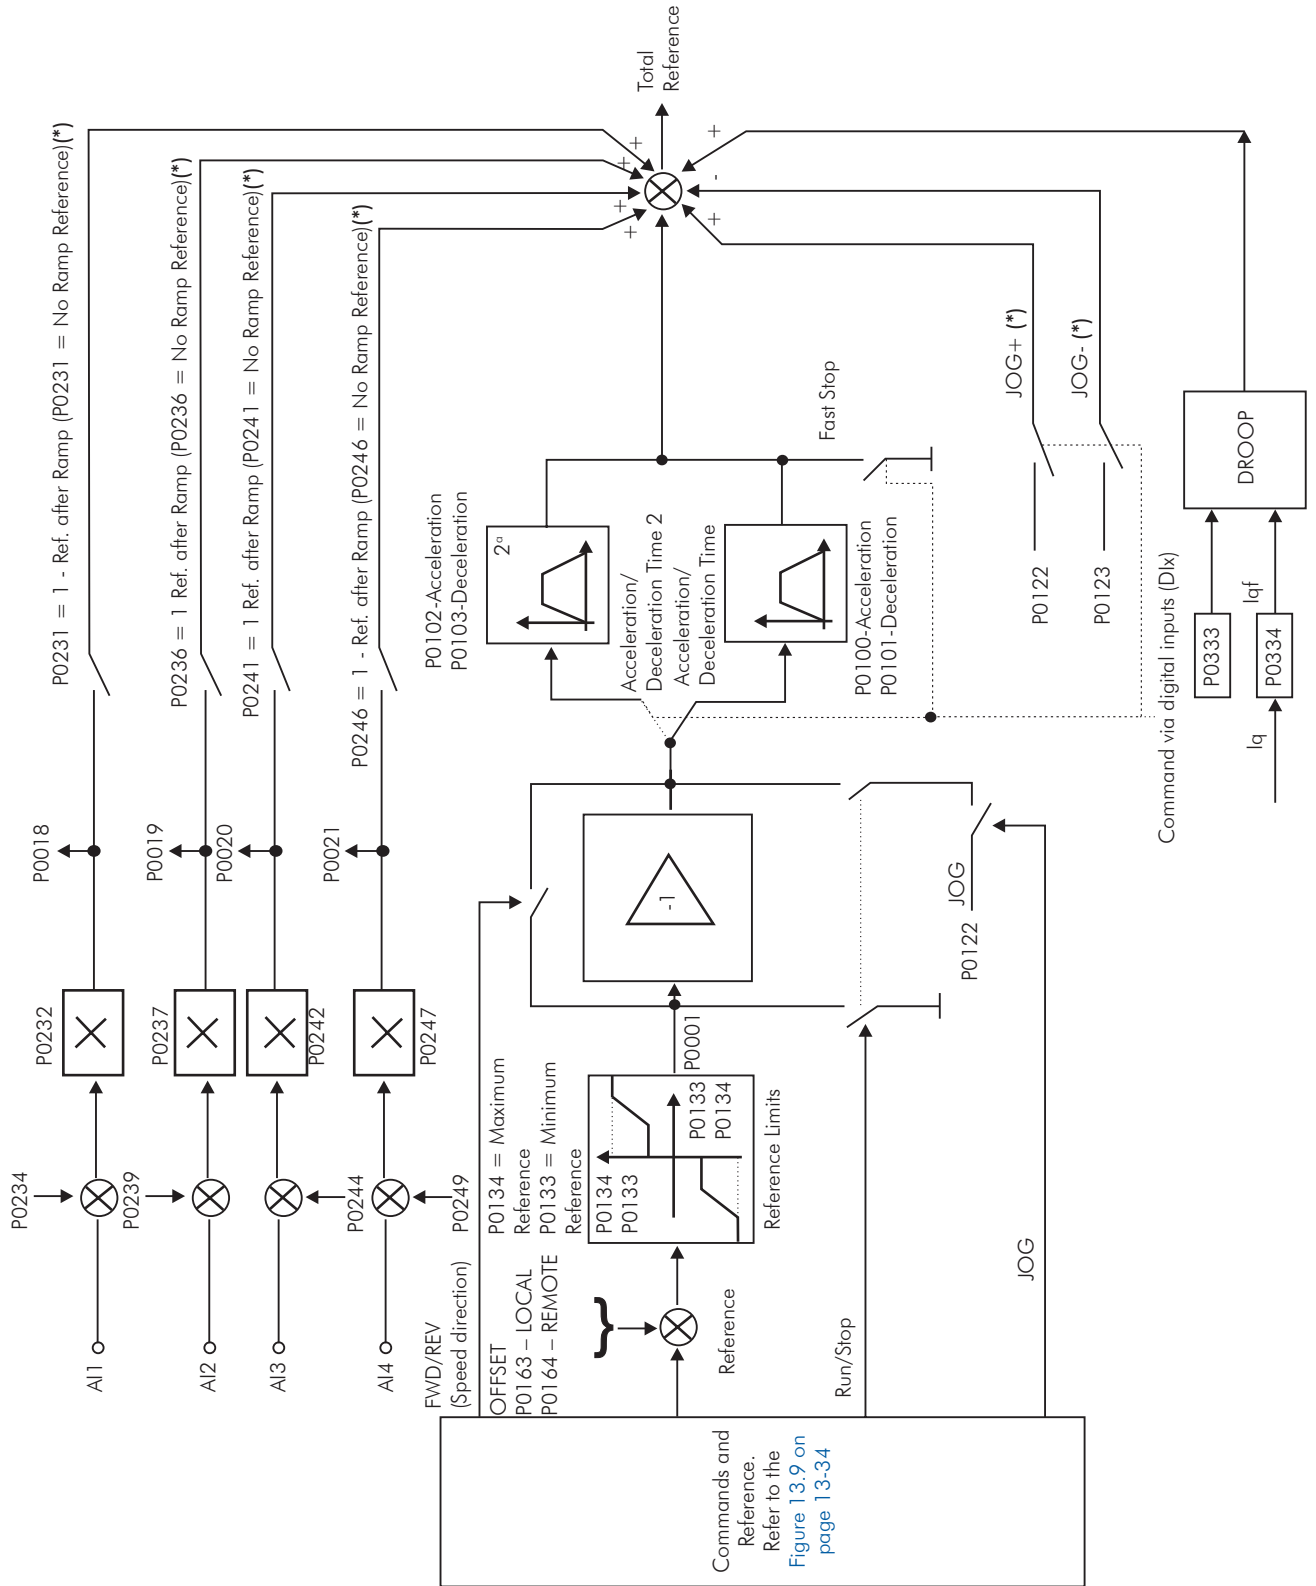 Total
Reference
P0231 = 1 - Ref. after Ramp (P0231 = No Ramp Reference)(*)
P0236 = 1 Ref. after Ramp (P0236 = No Ramp Reference)(*)
P0241 = 1 Ref. after Ramp (P0241 = No Ramp Reference)(*)
P0246 = 1 - Ref. after Ramp (P0246 = No Ramp Reference)(*)
+
+
+
+
+
-
+
P0018
P0019
P0020
P0021
P0232
P0237
P0242
P0247
P0234
P0239
P0244
P0249
AI1
AI2
AI3
AI4
FWD/REV
(Speed direction)
OFFSET
P0163 – LOCAL
P0164 – REMOTE
P0134 = Maximum
Reference
P0133 = Minimum
Reference
}
Reference
P0134
P0133
P0133
P0134
Reference Limits
P0001
-1
P0102-Acceleration
P0103-Deceleration
2ª
Acceleration/
Deceleration Time 2
Acceleration/
Deceleration Time
P0100-Acceleration
P0101-Deceleration
Fast Stop
JOG+ (*)
JOG- (*)
P0122
P0123
Command via digital inputs (DIx)
DROOP
P0333
P0334
Iqf
Iq
JOG
P0122
Run/Stop
JOG
Commands and
Reference.
Refer to the
Figure 13.9 on
page 13-34